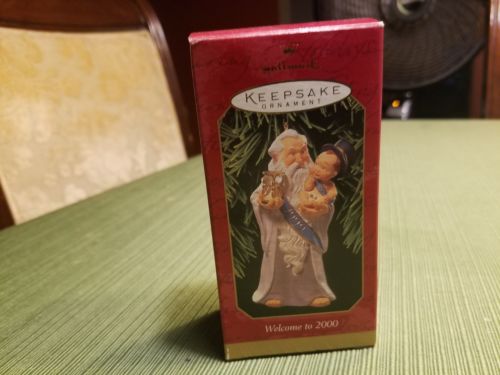 Hallmark
KEEPSAKE
ORNAMENT
Welcome to 2000